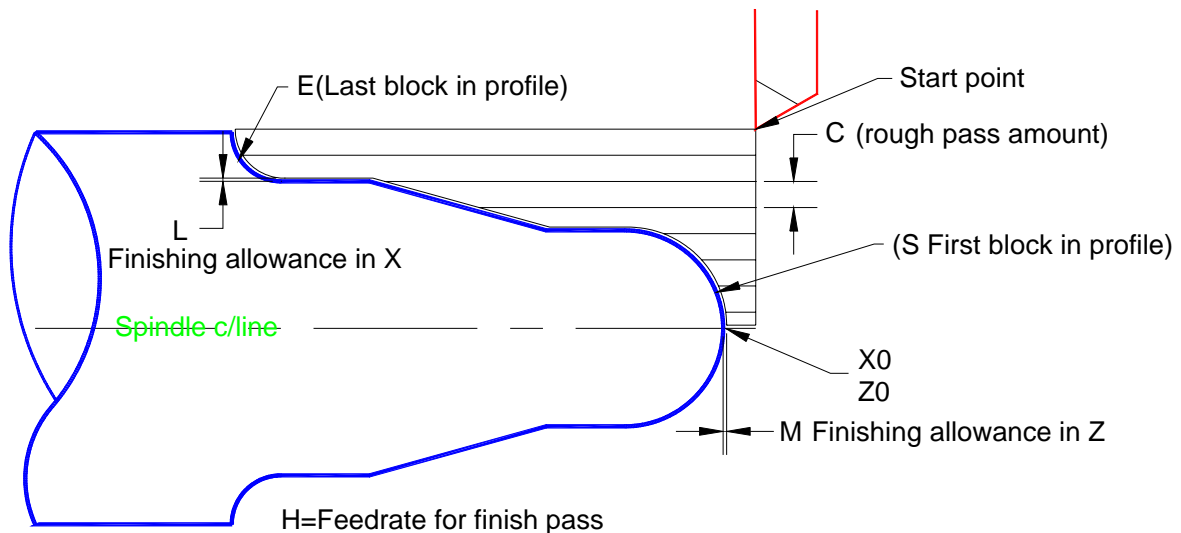 E(Last block in profile)
Start point
C (rough pass amount)
L
Finishing allowance in X
(S First block in profile)
Spindle c/line
X0
Z0
M Finishing allowance in Z
H=Feedrate for finish pass